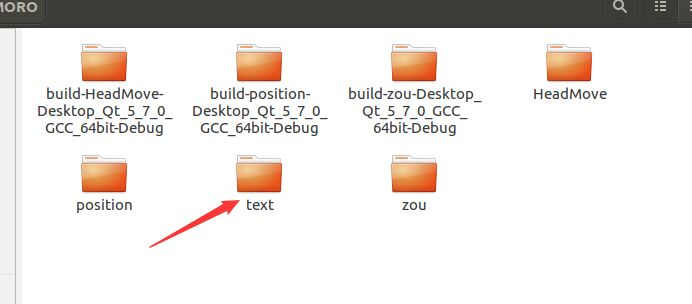 MORO
build-HeadMove-
Desktop_Qt_5_7_0_
GCC_64bit-Debug
build-position-
Desktop_Qt_5_7_0_
GCC_64bit-Debug
build-zou-Desktop_
Qt_5_7_0_GCC_
64bit-Debug
HeadMove
position
text
zou